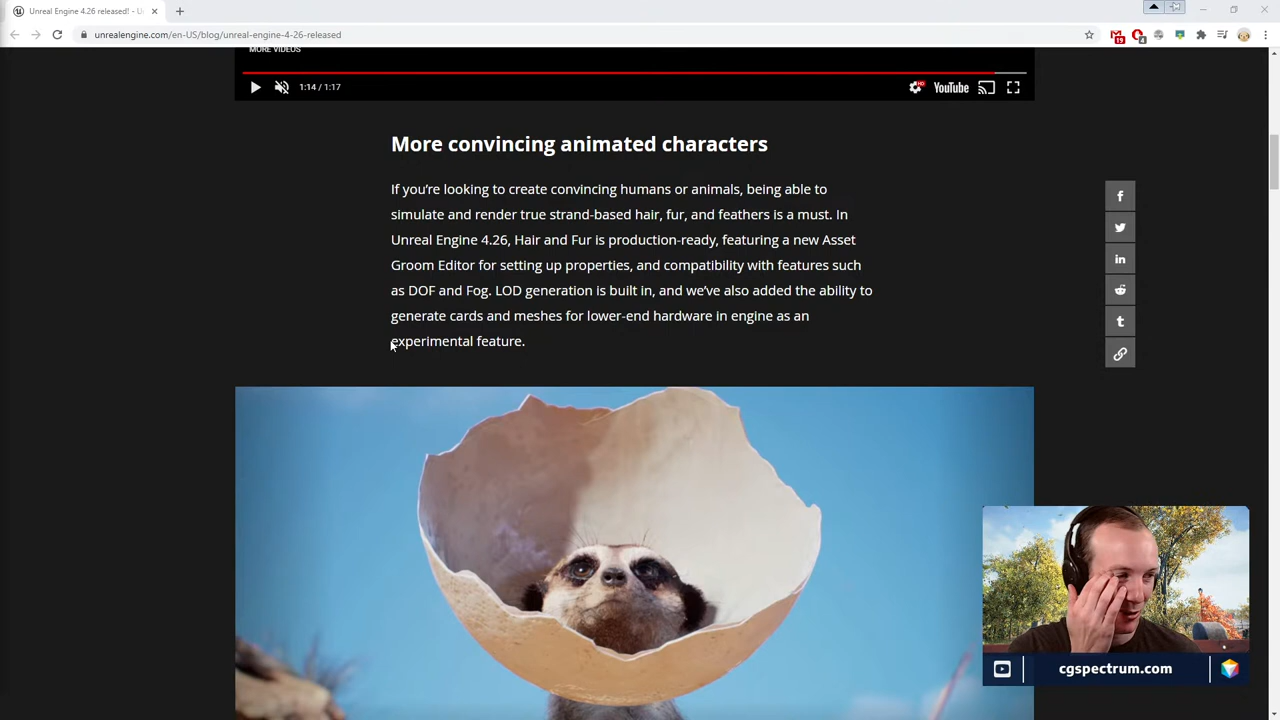 Unreal Engine 4.26 released! - U
unrealengine.com/en-US/blog/unreal-engine-4-26-released
19
4
MORE VIDEOS
1:14 / 1:17
HD
YouTube
More convincing animated characters
If you're looking to create convincing humans or animals, being able to
simulate and render true strand-based hair, fur, and feathers is a must. In
Unreal Engine 4.26, Hair and Fur is production-ready, featuring a new Asset
Groom Editor for setting up properties, and compatibility with features such
as DOF and Fog. LOD generation is built in, and we've also added the ability to
generate cards and meshes for lower-end hardware in engine as an
experimental feature.
cgspectrum.com